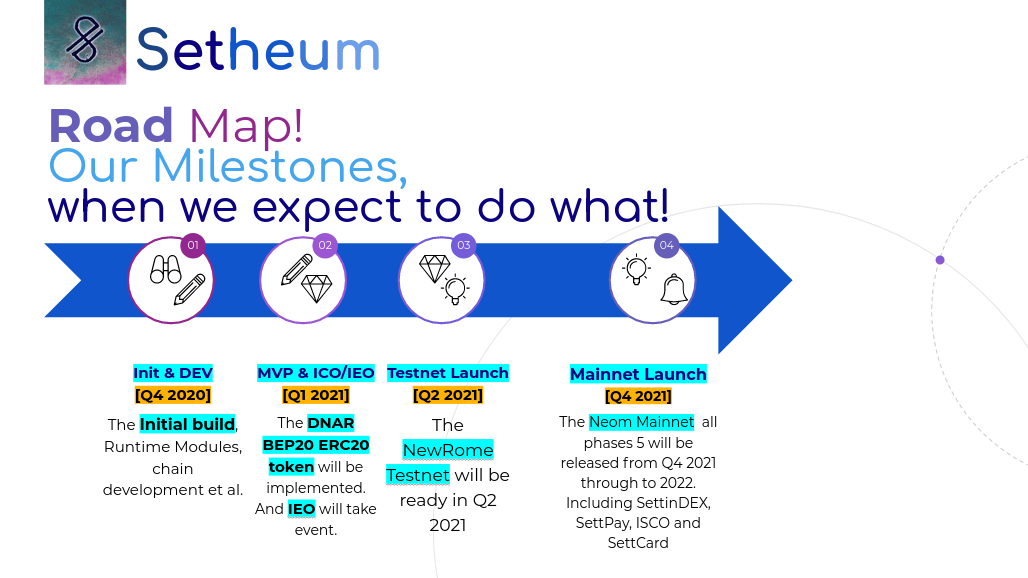 Setheum
Road Map!
Our Milestones,
when we expect to do what!
01
02
03
04
Init & DEV
[Q4 2020]
The Initial build,
Runtime Modules,
chain
development et al.
MVP & ICO/IEO
[Q1 2021]
The DNAR
BEP20 ERC20
token will be
implemented.
And IEO will take
event.
Testnet Launch
[Q2 2021]
The
NewRome
Testnet will be
ready in Q2
2021
Mainnet Launch
[Q4 2021]
The Neom Mainnet all
phases 5 will be
released from Q4 2021
through to 2022.
Including SettinDEX,
SettPay, ISCO and
SettCard